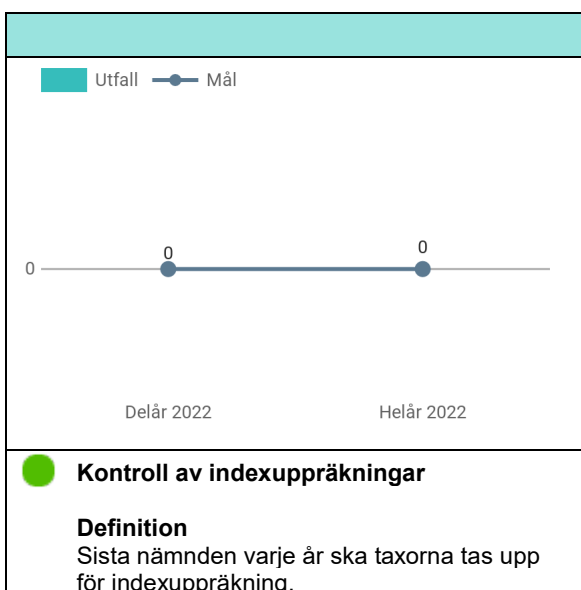 Utfall Mål
0 0
0
Delår 2022 Helår 2022
Kontroll av indexuppräkningar
Definition
Sista nämnden varje år ska taxorna tas upp
för indexuppräkning.